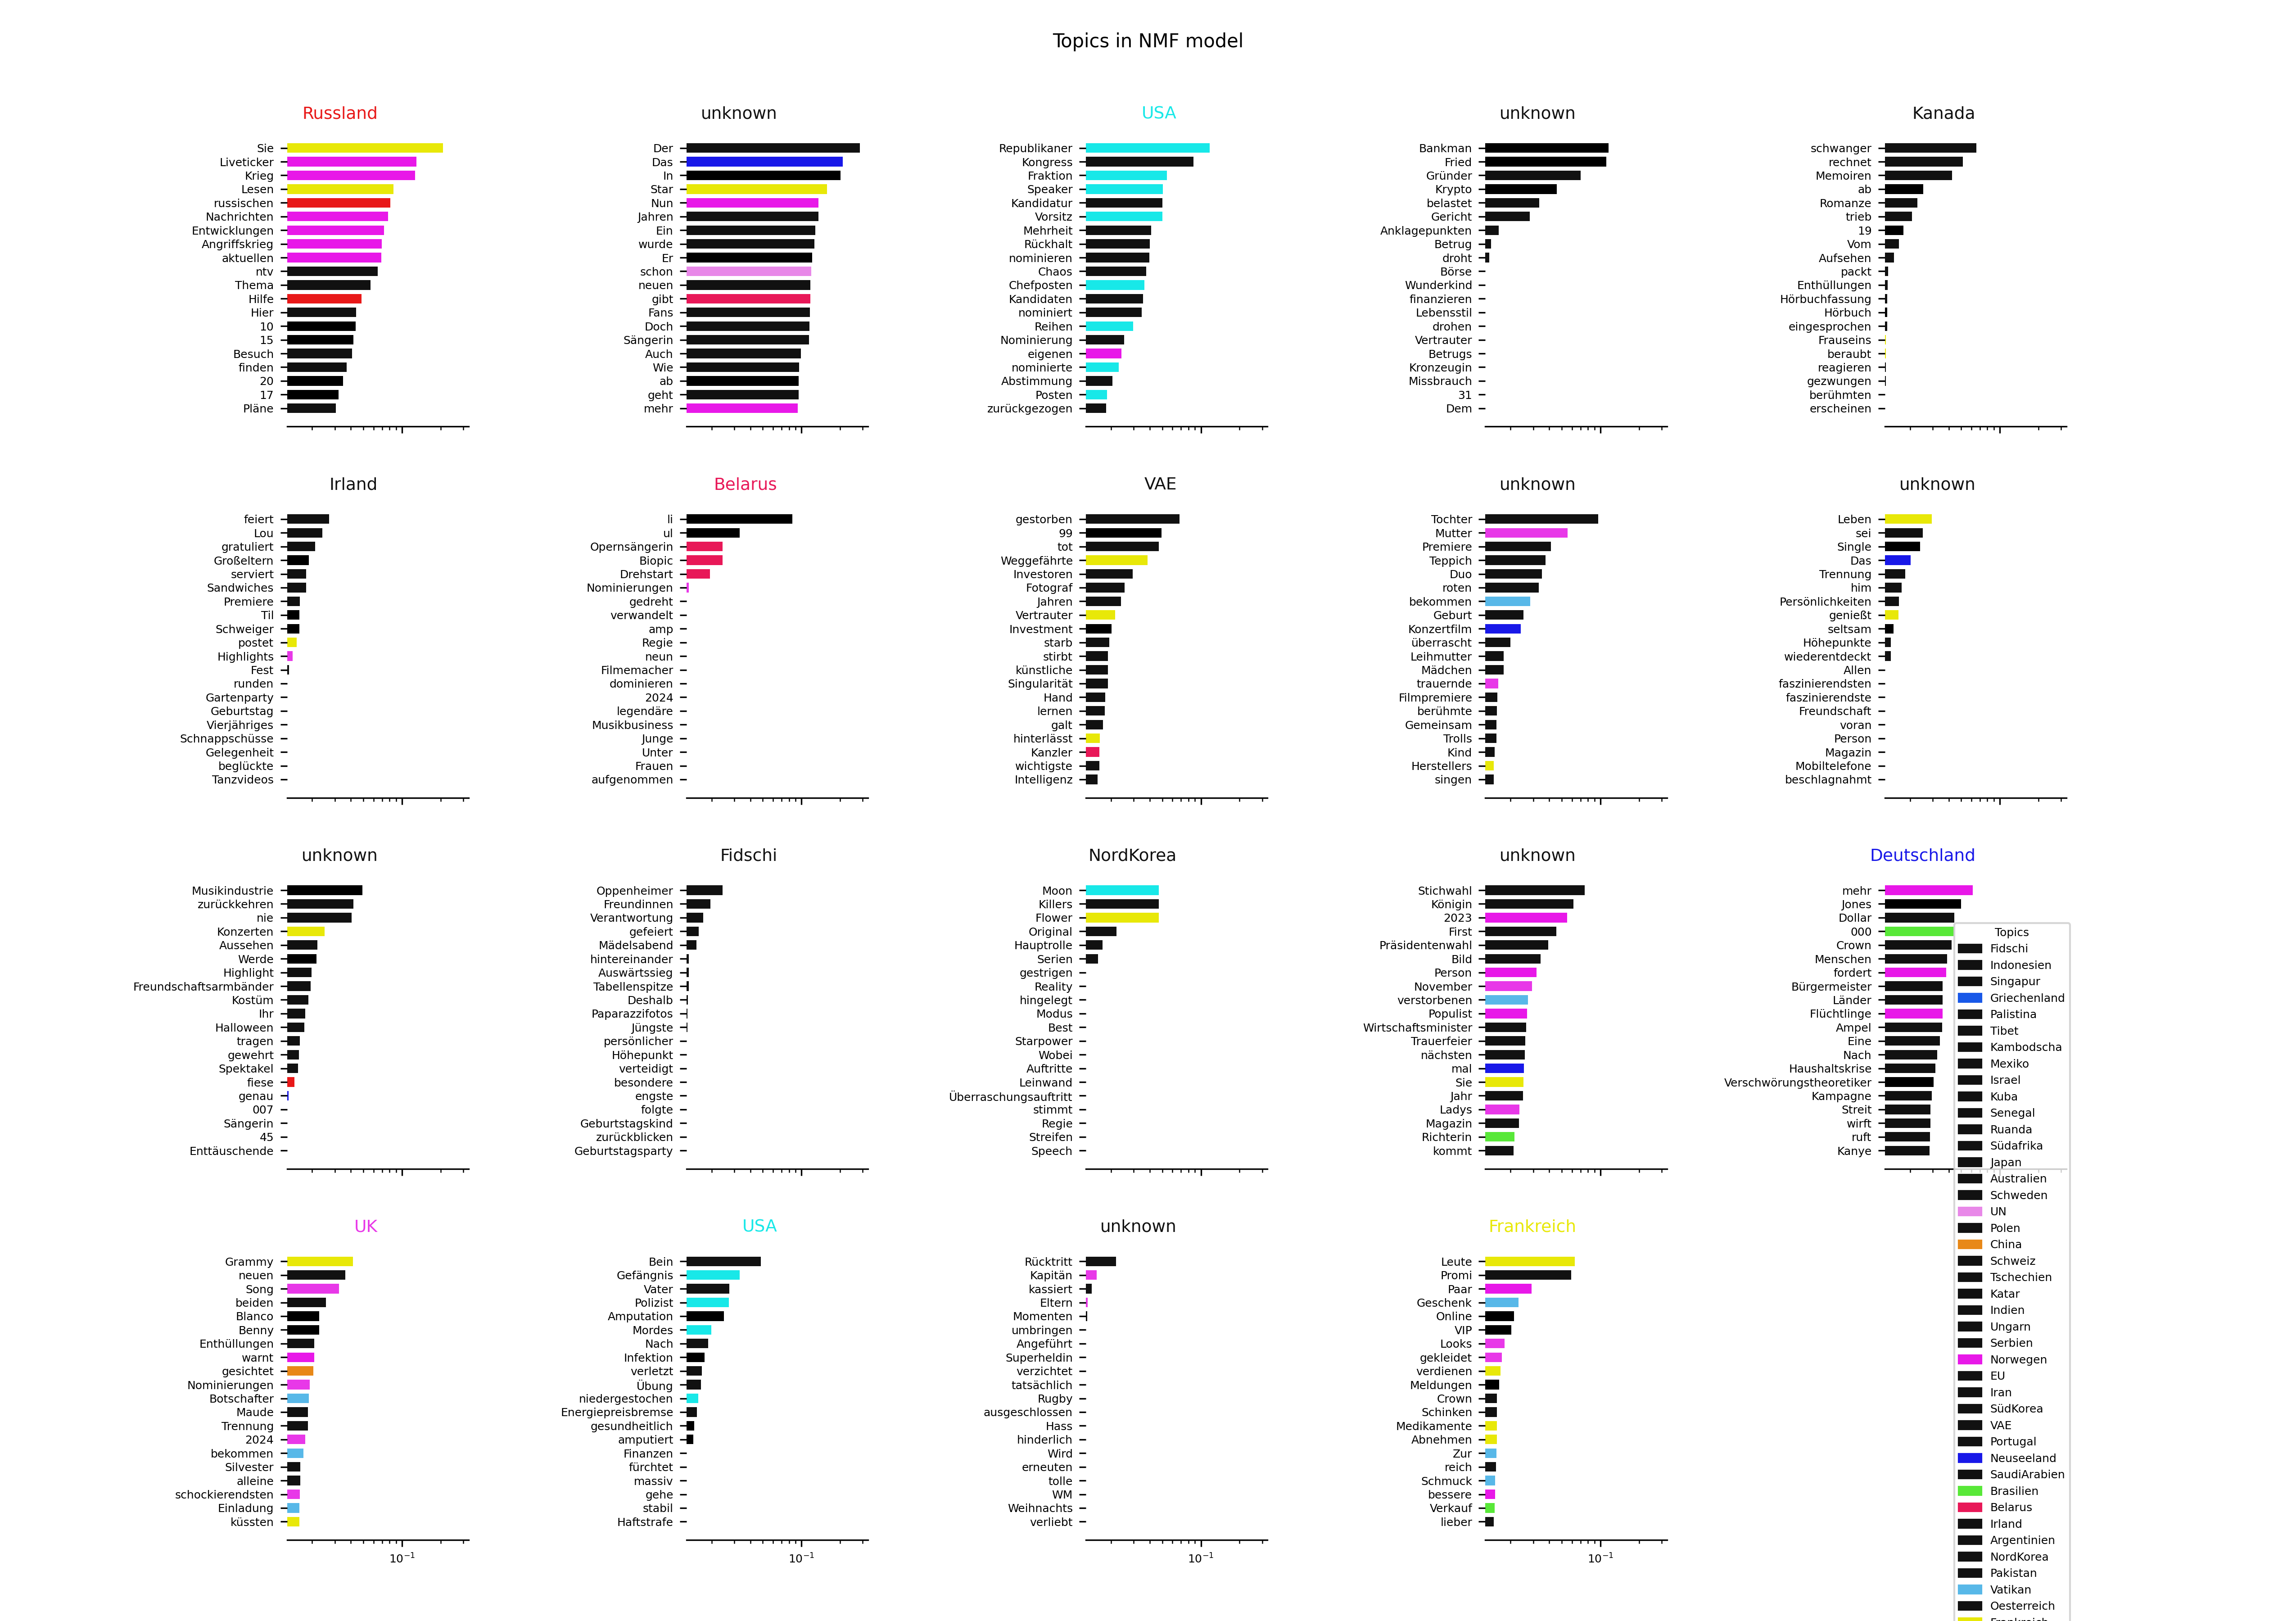 Topics in NMF model
Russland
Sie
Liveticker
Krieg
Lesen
russischen
Nachrichten
Entwicklungen
Angriffskrieg
aktuellen
ntv
Thema
Hilfe
Hier
10
15
Besuch
finden
20
17
Pläne
unknown
Der
Das
In
Star
Nun
Jahren
Ein
wurde
Er
schon
neuen
gibt
Fans
Doch
Sängerin
Auch
Wie
ab
geht
mehr
USA
Republikaner
Kongress
Fraktion
Speaker
Kandidatur
Vorsitz
Mehrheit
Rückhalt
nominieren
Chaos
Chefposten
Kandidaten
nominiert
Reihen
Nominierung
eigenen
nominierte
Abstimmung
Posten
zurückgezogen
unknown
Bankman
Fried
Gründer
Krypto
belastet
Gericht
Anklagepunkten
Betrug
droht
Börse
Wunderkind
finanzieren
Lebensstil
drohen
Vertrauter
Betrugs
Kronzeugin
Missbrauch
31
Dem
Kanada
schwanger
rechnet
Memoiren
ab
Romanze
trieb
19
Vom
Aufsehen
packt
Enthüllungen
Hörbuchfassung
Hörbuch
eingesprochen
Frauseins
beraubt
reagieren
gezwungen
berühmten
erscheinen
Irland
feiert
Lou
gratuliert
Großeltern
serviert
Sandwiches
Premiere
Til
Schweiger
postet
Highlights
Fest
runden
Gartenparty
Geburtstag
Vierjähriges
Schnappschüsse
Gelegenheit
beglückte
Tanzvideos
Belarus
li
ul
Opernsängerin
Biopic
Drehstart
Nominierungen
gedreht
verwandelt
amp
Regie
neun
Filmemacher
dominieren
2024
legendäre
Musikbusiness
Junge
Unter
Frauen
aufgenommen
VAE
gestorben
99
tot
Weggefährte
Investoren
Fotograf
Jahren
Vertrauter
Investment
starb
stirbt
künstliche
Singularität
Hand
lernen
galt
hinterlässt
Kanzler
wichtigste
Intelligenz
unknown
Tochter
Mutter
Premiere
Teppich
Duo
roten
bekommen
Geburt
Konzertfilm
überrascht
Leihmutter
Mädchen
trauernde
Filmpremiere
berühmte
Gemeinsam
Trolls
Kind
Herstellers
singen
unknown
Leben
sei
Single
Das
Trennung
him
Persönlichkeiten
genießt
seltsam
Höhepunkte
wiederentdeckt
Allen
faszinierendsten
faszinierendste
Freundschaft
voran
Person
Magazin
Mobiltelefone
beschlagnahmt
unknown
Musikindustrie
zurückkehren
nie
Konzerten
Aussehen
Werde
Highlight
Freundschaftsarmbänder
Kostüm
Ihr
Halloween
tragen
gewehrt
Spektakel
fiese
genau
007
Sängerin
45
Enttäuschende
Fidschi
Oppenheimer
Freundinnen
Verantwortung
gefeiert
Mädelsabend
hintereinander
Auswärtssieg
Tabellenspitze
Deshalb
Paparazzifotos
Jüngste
persönlicher
Höhepunkt
verteidigt
besondere
engste
folgte
Geburtstagskind
zurückblicken
Geburtstagsparty
NordKorea
Moon
Killers
Flower
Original
Hauptrolle
Serien
gestrigen
Reality
hingelegt
Modus
Best
Starpower
Wobei
Auftritte
Leinwand
Überraschungsauftritt
stimmt
Regie
Streifen
Speech
unknown
Stichwahl
Königin
2023
First
Präsidentenwahl
Bild
Person
November
verstorbenen
Populist
Wirtschaftsminister
Trauerfeier
nächsten
mal
Sie
Jahr
Ladys
Magazin
Richterin
kommt
Deutschland
mehr
Jones
Dollar
000
Crown
Menschen
fordert
Bürgermeister
Länder
Flüchtlinge
Ampel
Eine
Nach
Haushaltskrise
Verschwörungstheoretiker
Kampagne
Streit
wirft
ruft
Kanye
UK
Grammy
neuen
Song
beiden
Blanco
Benny
Enthüllungen
warnt
gesichtet
Nominierungen
Botschafter
Maude
Trennung
2024
bekommen
Silvester
alleine
schockierendsten
Einladung
küssten
10⁻¹
USA
Bein
Gefängnis
Vater
Polizist
Amputation
Mordes
Nach
Infektion
verletzt
Übung
niedergestochen
Energiepreisbremse
gesundheitlich
amputiert
Finanzen
fürchtet
massiv
gehe
stabil
Haftstrafe
10⁻¹
unknown
Rücktritt
Kapitän
kassiert
Eltern
Momenten
umbringen
Angeführt
Superheldin
verzichtet
tatsächlich
Rugby
ausgeschlossen
Hass
hinderlich
Wird
erneuten
tolle
WM
Weihnachts
verliebt
10⁻¹
Frankreich
Leute
Promi
Paar
Geschenk
Online
VIP
Looks
gekleidet
verdienen
Meldungen
Crown
Schinken
Medikamente
Abnehmen
Zur
reich
Schmuck
bessere
Verkauf
lieber
10⁻¹
Topics
Fidschi
Indonesien
Singapur
Griechenland
Palistina
Tibet
Kambodscha
Mexiko
Israel
Kuba
Senegal
Ruanda
Südafrika
Japan
Australien
Schweden
UN
Polen
China
Schweiz
Tschechien
Katar
Indien
Ungarn
Serbien
Norwegen
EU
Iran
SüdKorea
VAE
Portugal
Neuseeland
SaudiArabien
Brasilien
Belarus
Irland
Argentinien
NordKorea
Pakistan
Vatikan
Oesterreich